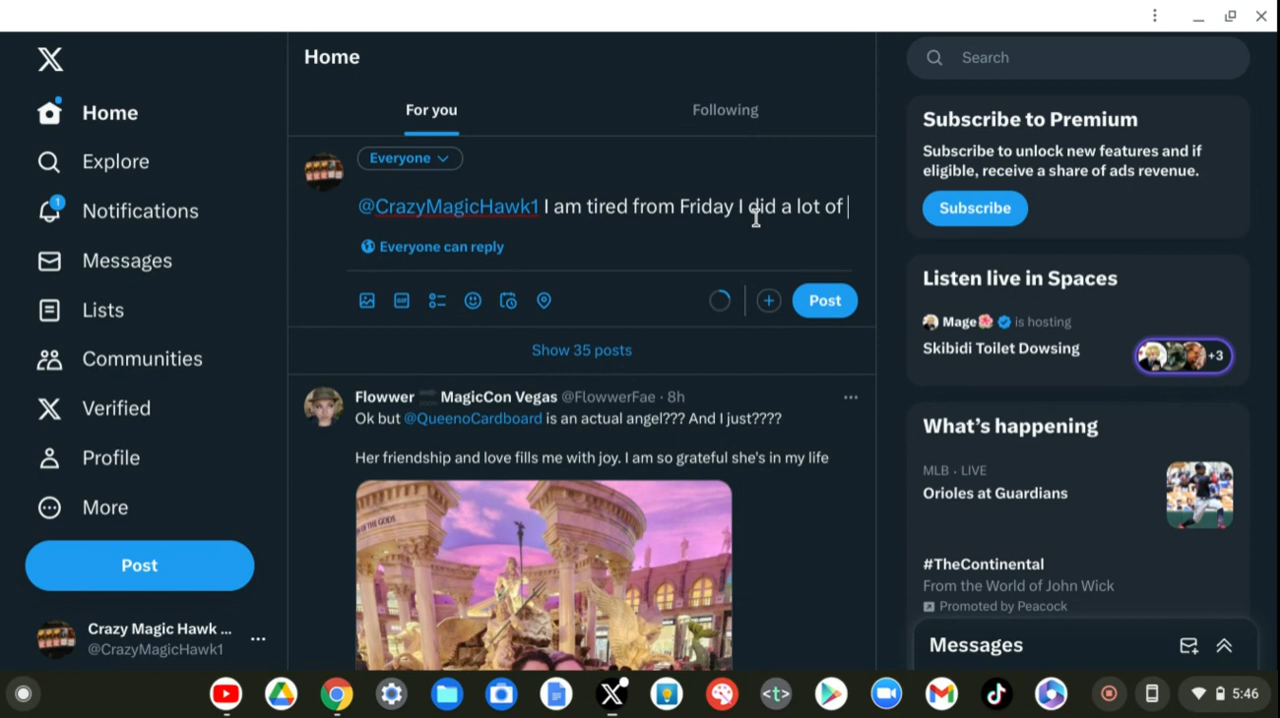 Home
Explore
Notifications
1
Messages
Lists
Communities
Verified
Profile
More
Post
Crazy Magic Hawk ...
@CrazyMagicHawk1
Home
For you
Following
Everyone
@CrazyMagicHawk1 I am tired from Friday I did a lot of
Everyone can reply
GIF
Post
Show 35 posts
Flowwer MagicCon Vegas @FlowwerFae · 8h
Ok but @QueenoCardboard is an actual angel??? And I just????
Her friendship and love fills me with joy. I am so grateful she's in my life
OF THE GODS
Search
Subscribe to Premium
Subscribe to unlock new features and if
eligible, receive a share of ads revenue.
Subscribe
Listen live in Spaces
Mage is hosting
Skibidi Toilet Dowsing
+3
What's happening
MLB · LIVE
Orioles at Guardians
#TheContinental
From the World of John Wick
Promoted by Peacock
Messages
<t>
5:46